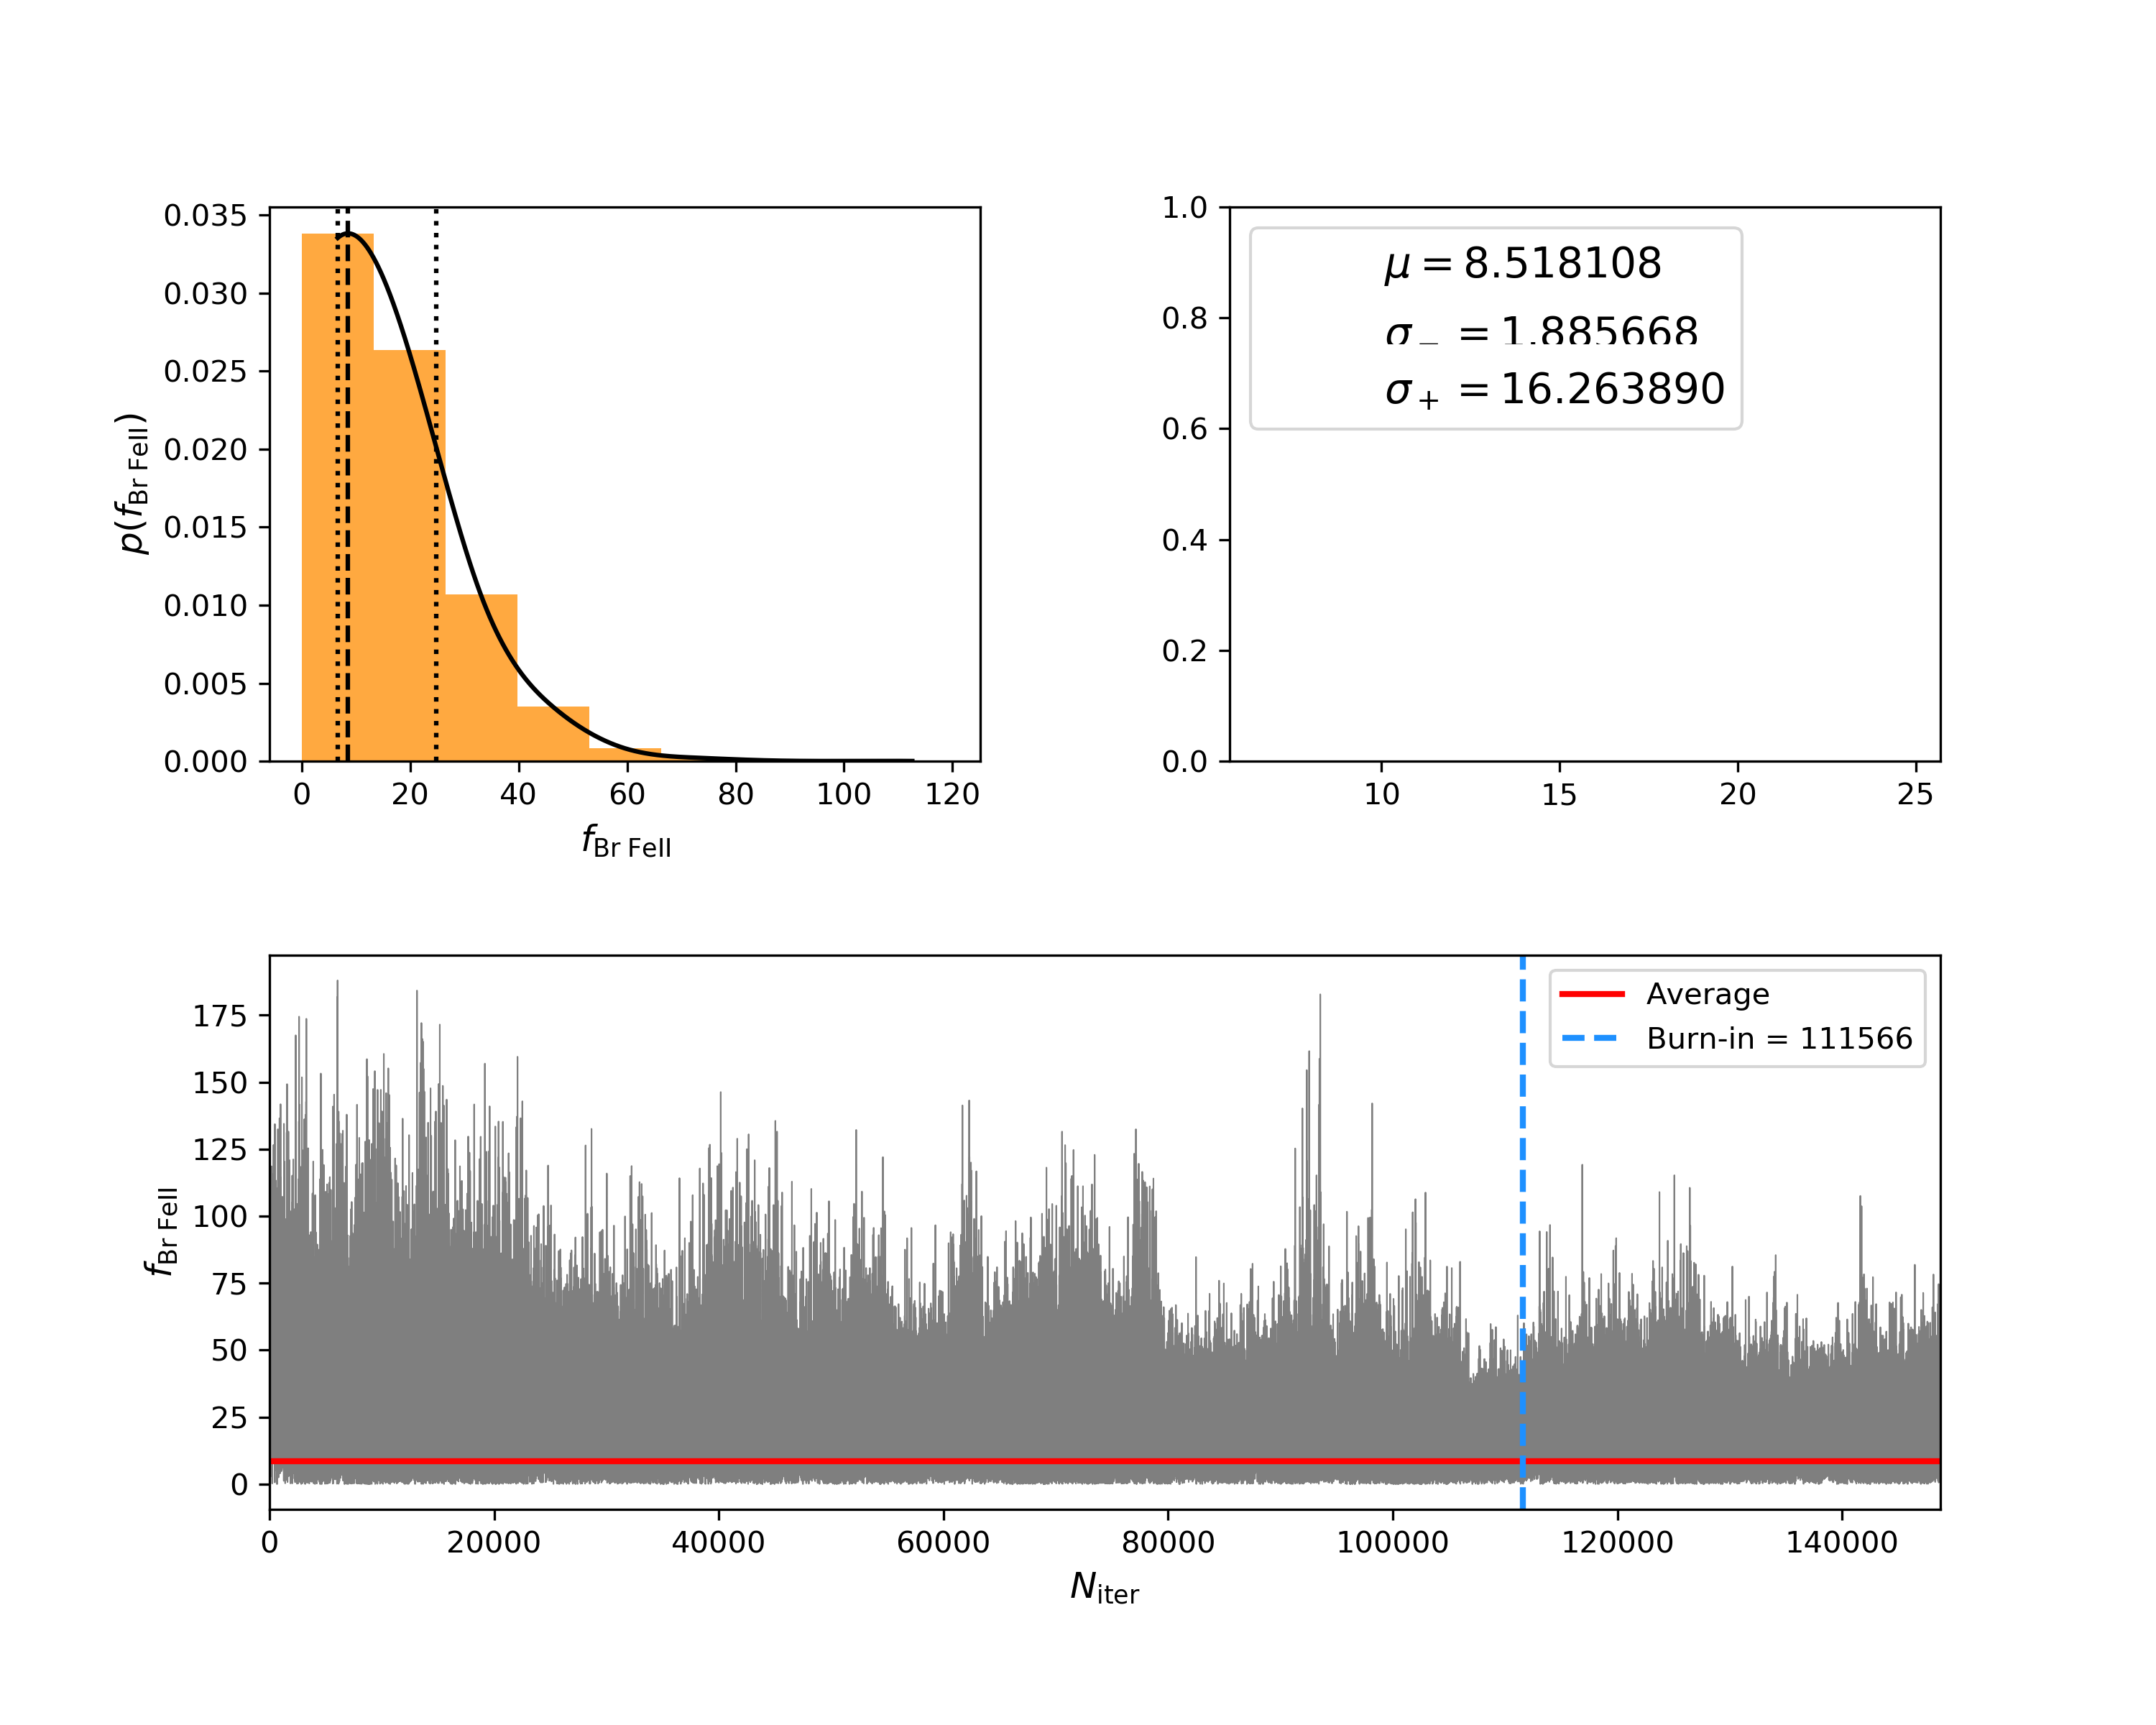 0.035
0.030
0.025
0.020
0.015
0.010
0.005
0.000
p(f_Br FeII)
0 20 40 60 80 100 120
f_Br FeII
1.0
0.8
0.6
0.4
0.2
0.0
μ = 8.518108
σ₋ = 1.885668
σ₊ = 16.263890
10 15 20 25
175
150
125
100
75
50
25
0
f_Br FeII
Average
Burn-in = 111566
0 20000 40000 60000 80000 100000 120000 140000
N_iter